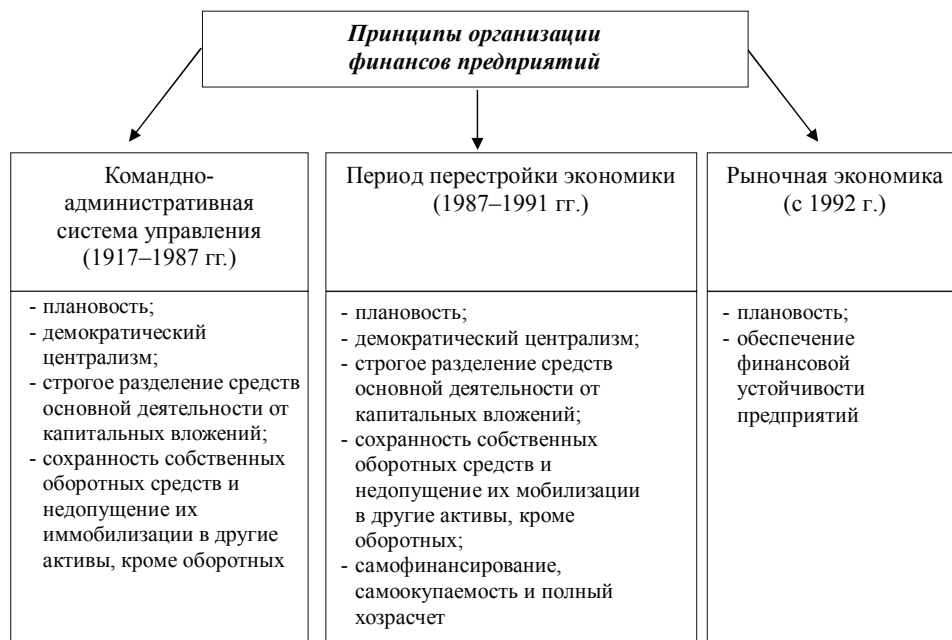 Принципы организации
финансов предприятий
Командно-
административная
система управления
(1917–1987 гг.)
- плановость;
- демократический
централизм;
- строгое разделение средств
основной деятельности от
капитальных вложений;
- сохранность собственных
оборотных средств и
недопущение их
иммобилизации в другие
активы, кроме оборотных
Период перестройки экономики
(1987–1991 гг.)
- плановость;
- демократический централизм;
- строгое разделение средств
основной деятельности от
капитальных вложений;
- сохранность собственных
оборотных средств и
недопущение их мобилизации
в другие активы, кроме
оборотных;
- самофинансирование,
самоокупаемость и полный
хозрасчет
Рыночная экономика
(с 1992 г.)
- плановость;
- обеспечение
финансовой
устойчивости
предприятий